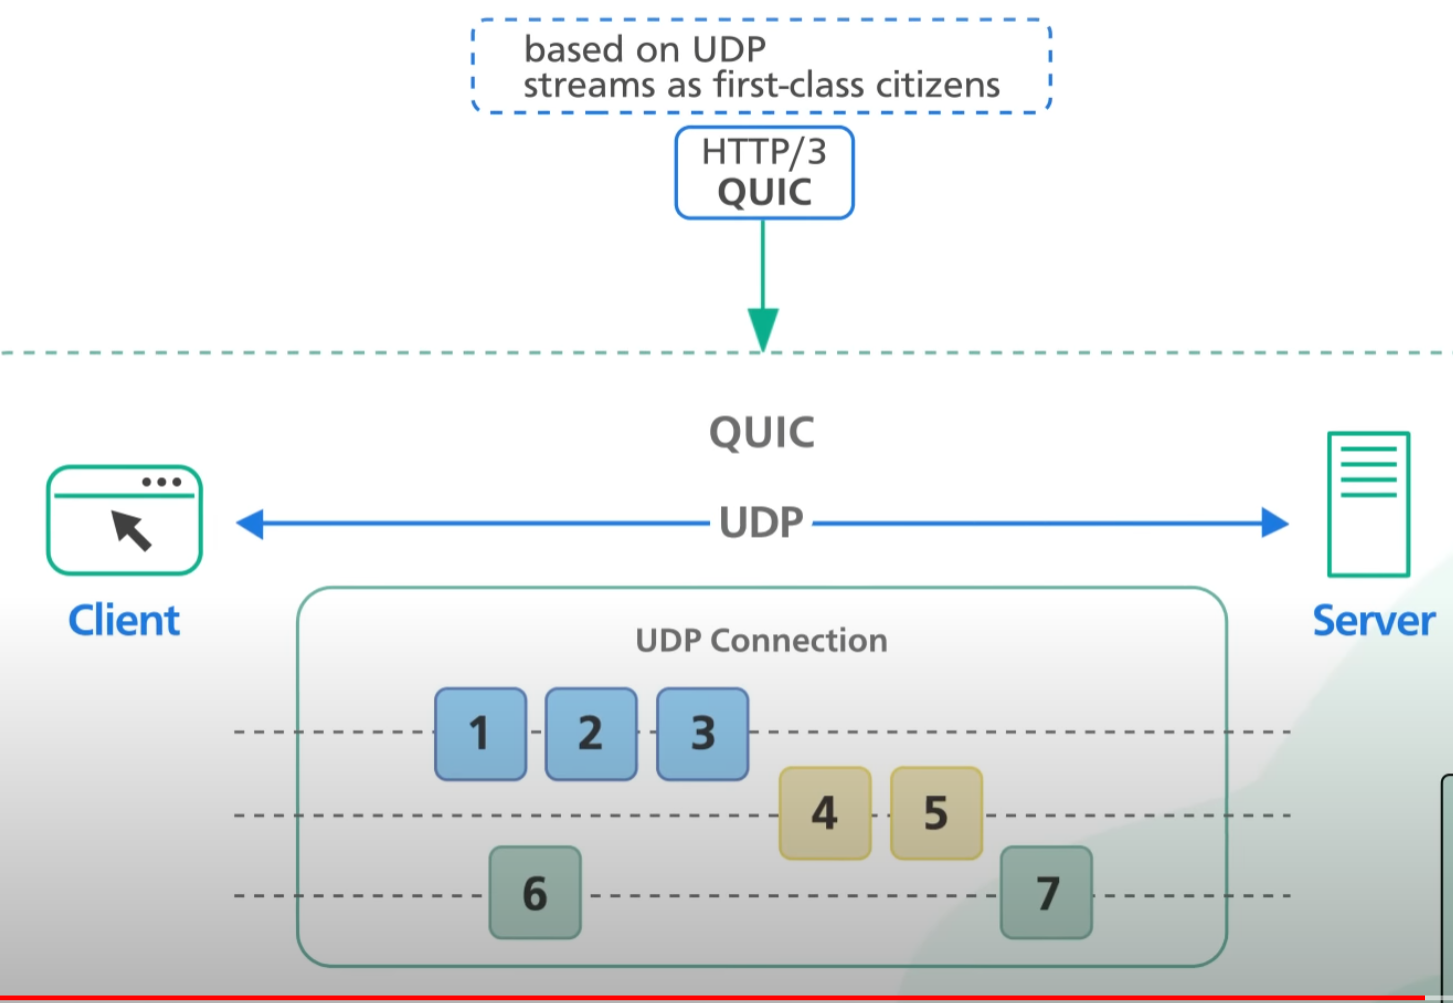 based on UDP
streams as first-class citizens
HTTP/3
QUIC
QUIC
UDP
Client
Server
UDP Connection
1 2 3
4 5
6 7